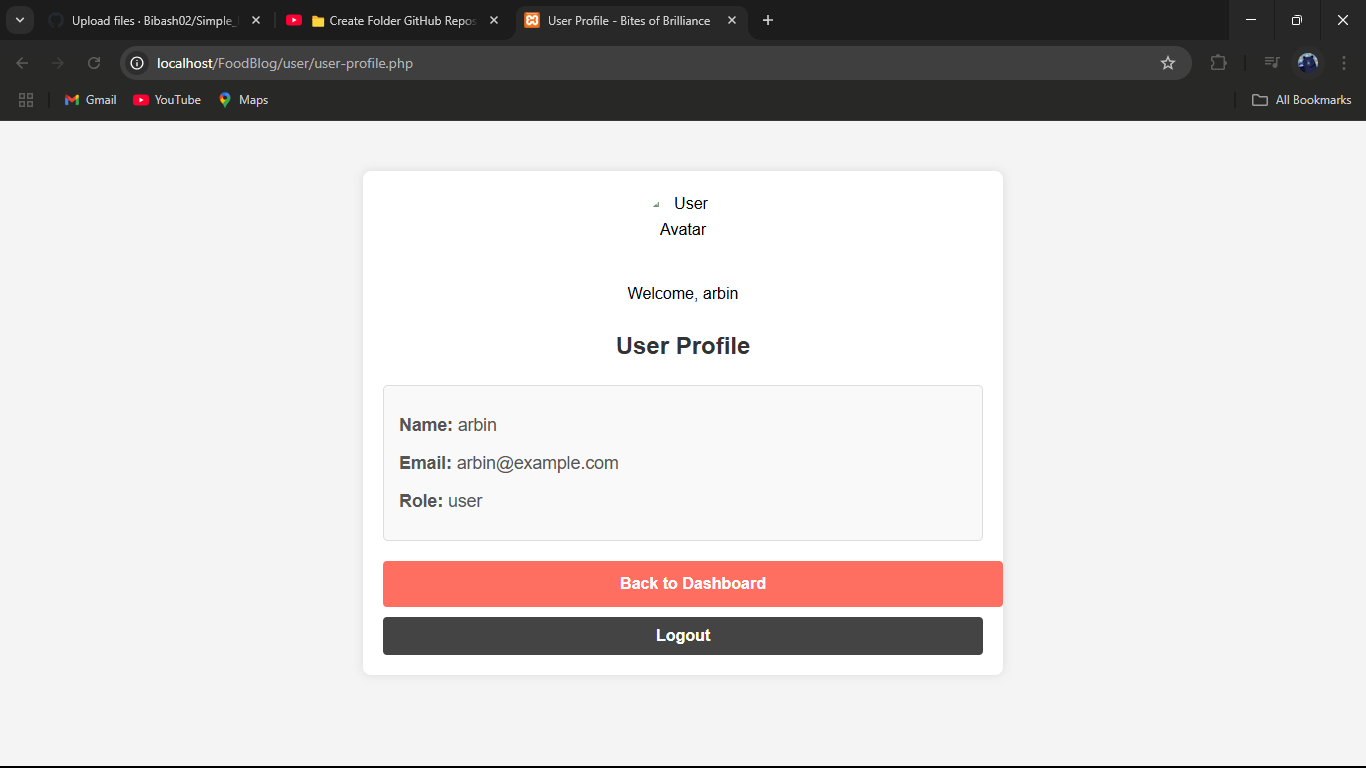 Upload files · Bibash02/Simple_
Create Folder GitHub Repos
User Profile - Bites of Brilliance
localhost/FoodBlog/user/user-profile.php
Gmail
YouTube
Maps
All Bookmarks
User
Avatar
Welcome, arbin
User Profile
Name: arbin
Email: arbin@example.com
Role: user
Back to Dashboard
Logout